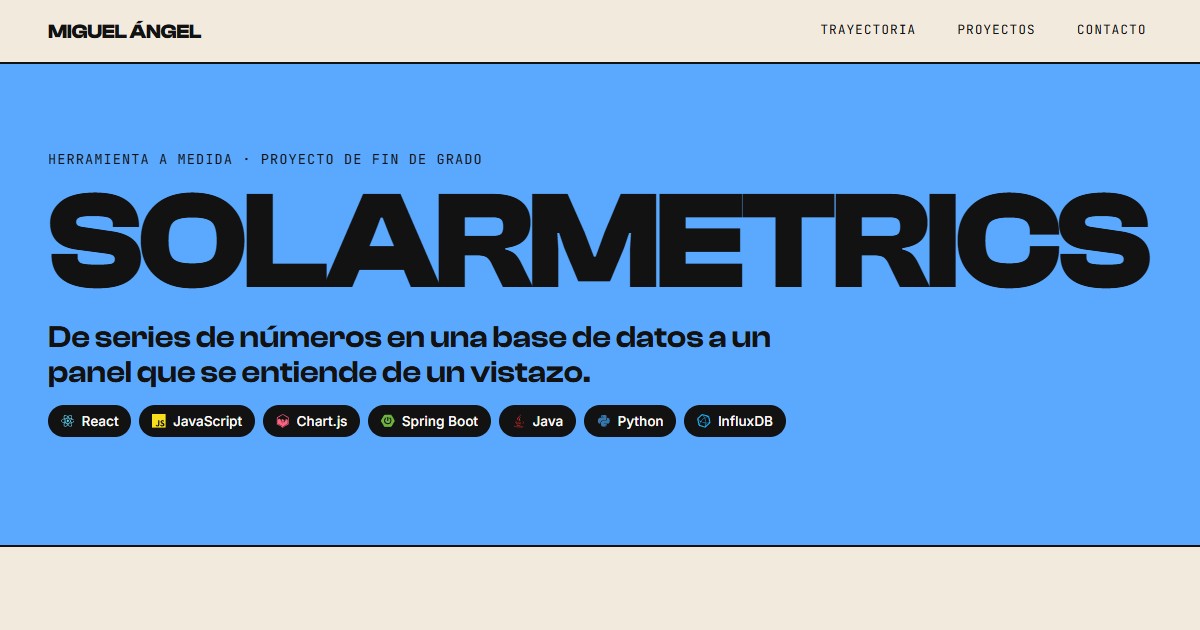 MIGUEL ÁNGEL
TRAYECTORIA PROYECTOS CONTACTO
HERRAMIENTA A MEDIDA · PROYECTO DE FIN DE GRADO
SOLARMETRICS
De series de números en una base de datos a un
panel que se entiende de un vistazo.
React JS JavaScript Chart.js Spring Boot Java Python InfluxDB